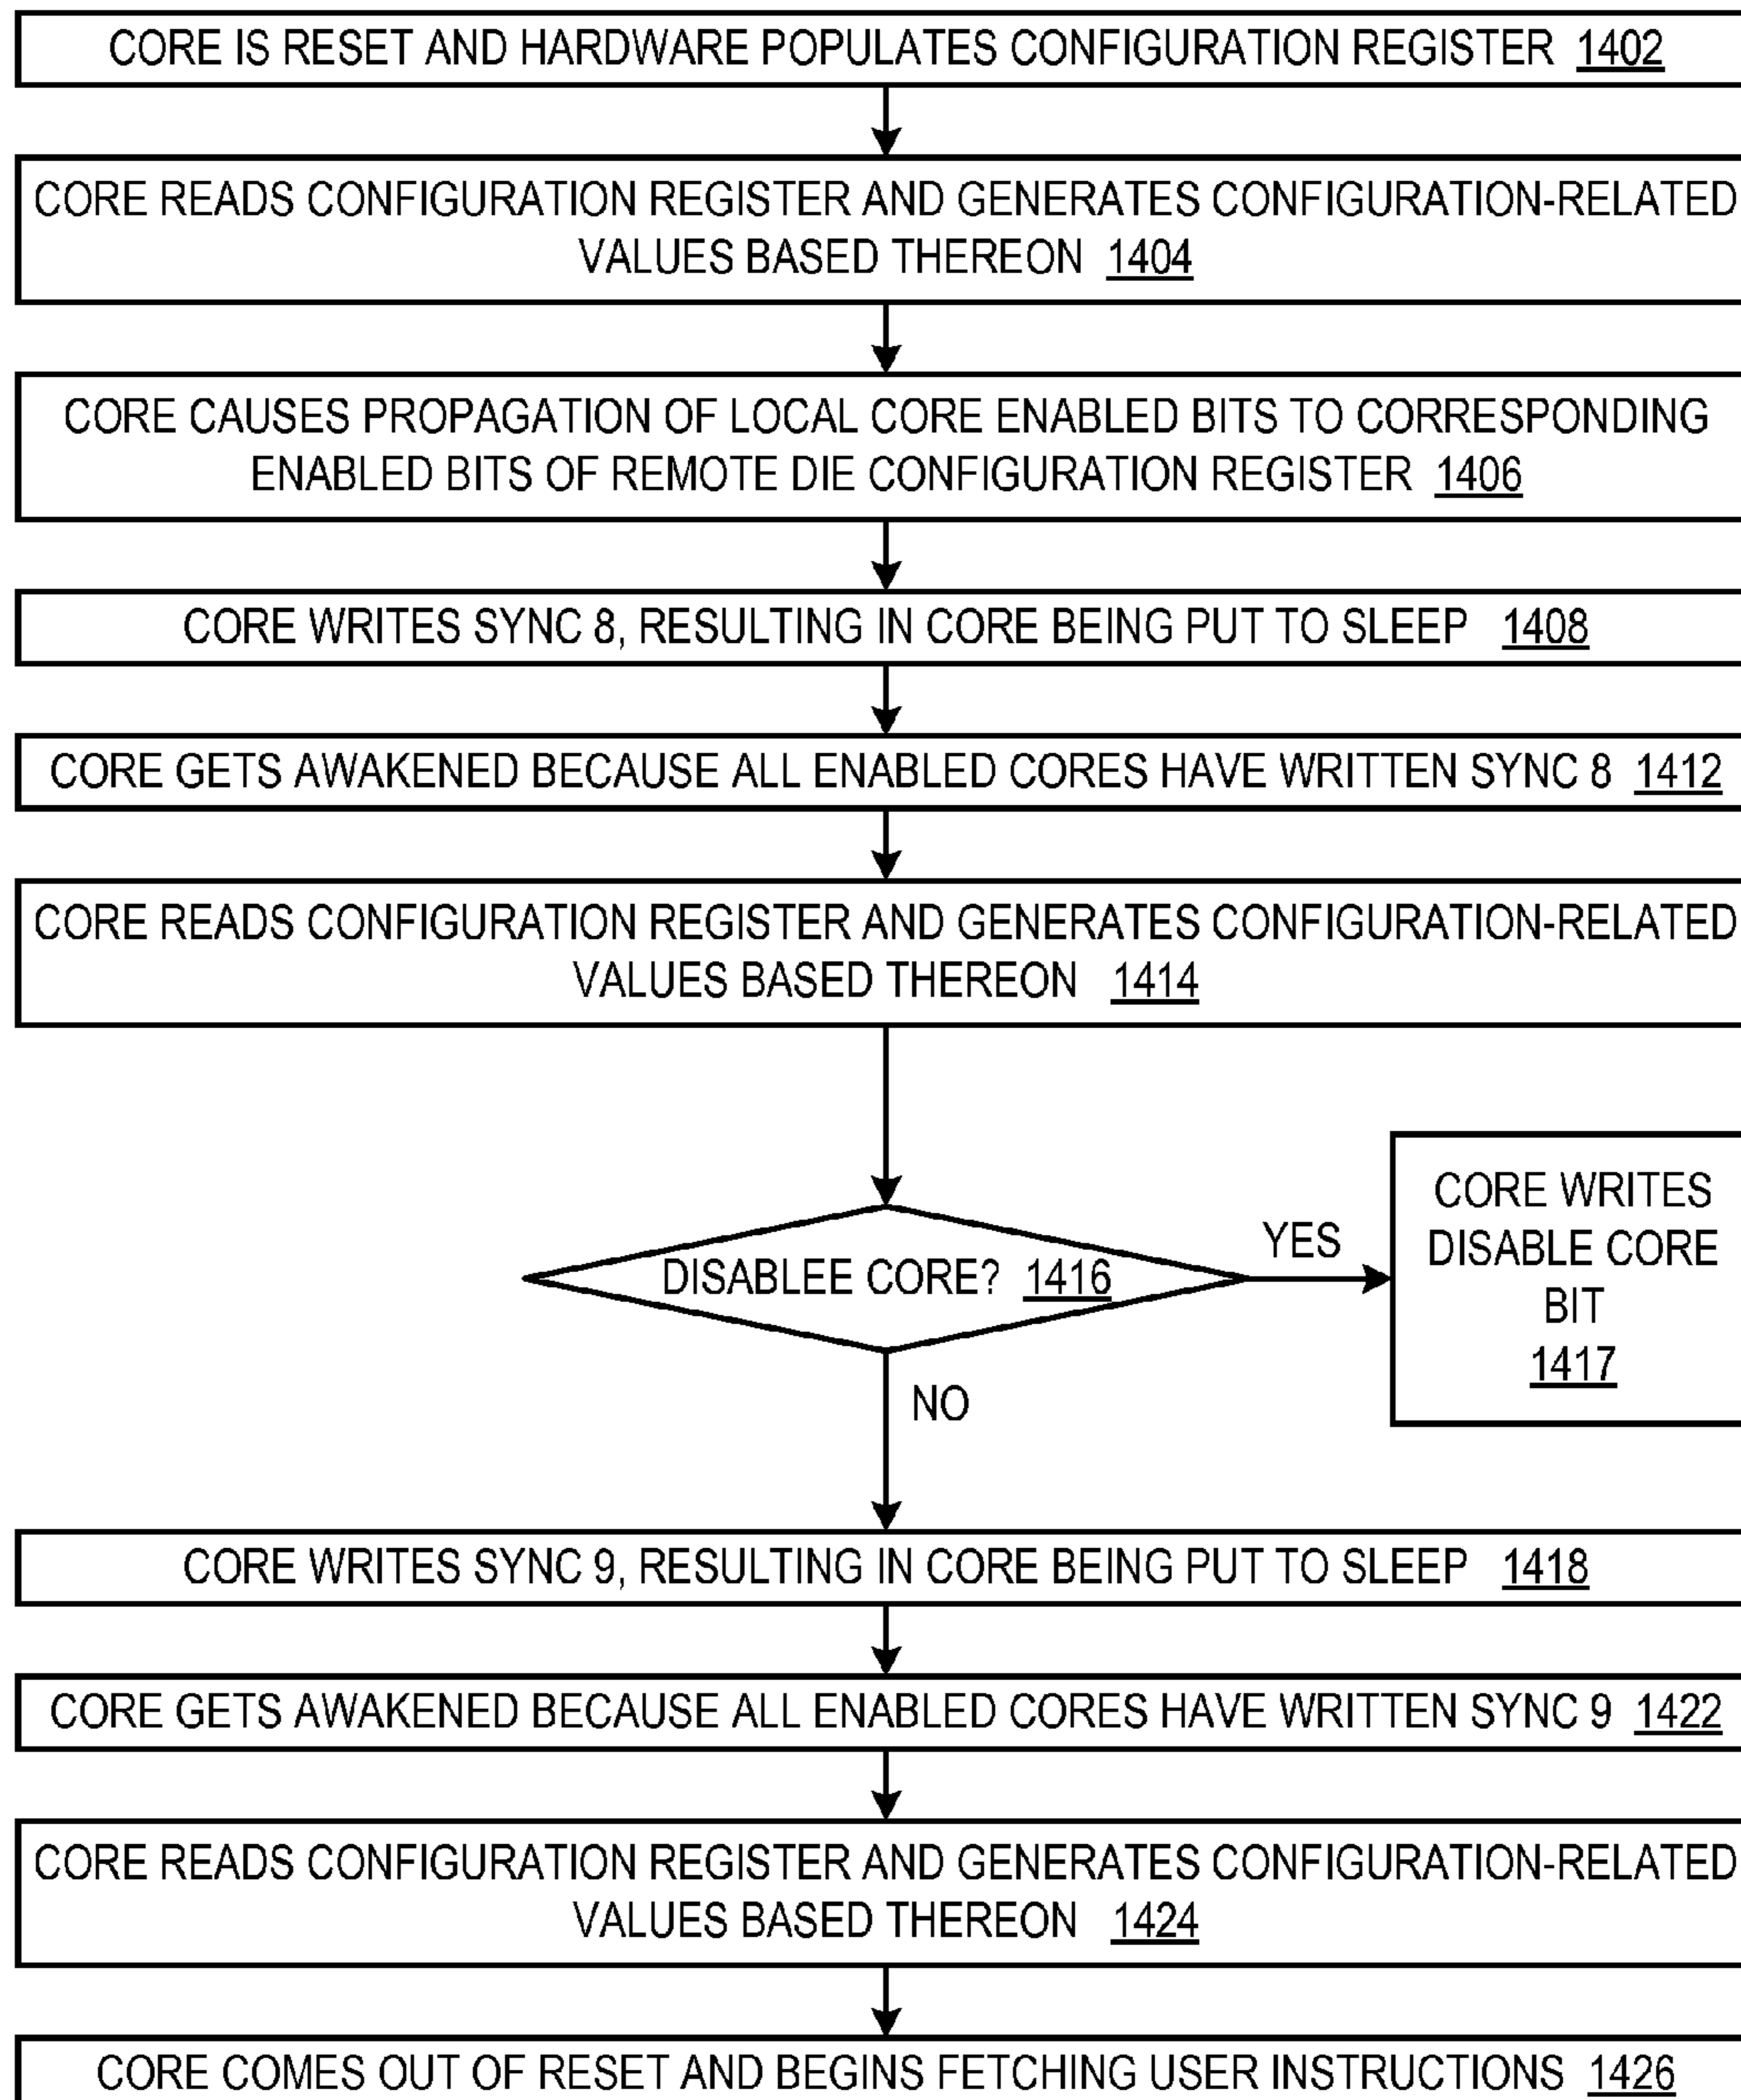 CORE IS RESET AND HARDWARE POPULATES CONFIGURATION REGISTER 1402
CORE READS CONFIGURATION REGISTER AND GENERATES CONFIGURATION-RELATED
VALUES BASED THEREON 1404
CORE CAUSES PROPAGATION OF LOCAL CORE ENABLED BITS TO CORRESPONDING
ENABLED BITS OF REMOTE DIE CONFIGURATION REGISTER 1406
CORE WRITES SYNC 8, RESULTING IN CORE BEING PUT TO SLEEP 1408
CORE GETS AWAKENED BECAUSE ALL ENABLED CORES HAVE WRITTEN SYNC 8 1412
CORE READS CONFIGURATION REGISTER AND GENERATES CONFIGURATION-RELATED
VALUES BASED THEREON 1414
DISABLEE CORE? 1416
YES
CORE WRITES
DISABLE CORE
BIT
1417
NO
CORE WRITES SYNC 9, RESULTING IN CORE BEING PUT TO SLEEP 1418
CORE GETS AWAKENED BECAUSE ALL ENABLED CORES HAVE WRITTEN SYNC 9 1422
CORE READS CONFIGURATION REGISTER AND GENERATES CONFIGURATION-RELATED
VALUES BASED THEREON 1424
CORE COMES OUT OF RESET AND BEGINS FETCHING USER INSTRUCTIONS 1426